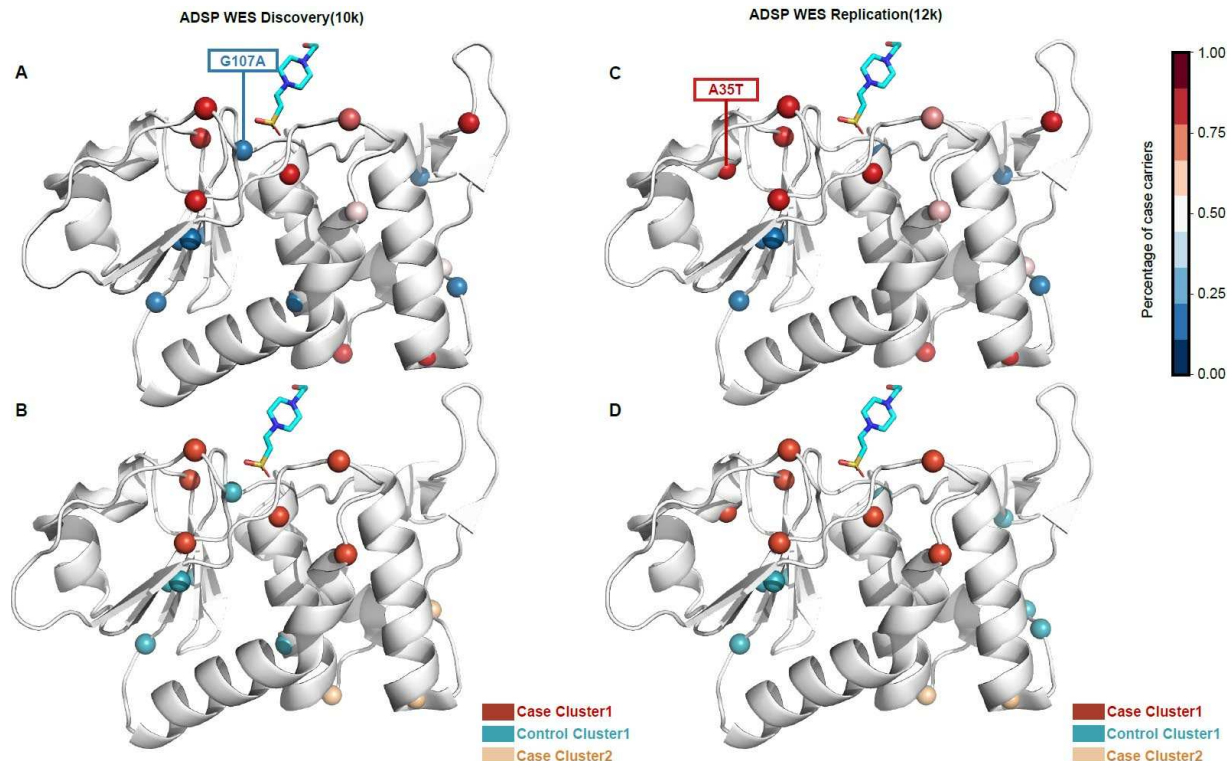 ADSP WES Discovery(10k)
ADSP WES Replication(12k)
A
G107A
C
A35T
1.00
0.75
0.50
0.25
0.00
Percentage of case carriers
B
D
Case Cluster1
Control Cluster1
Case Cluster2
Case Cluster1
Control Cluster1
Case Cluster2